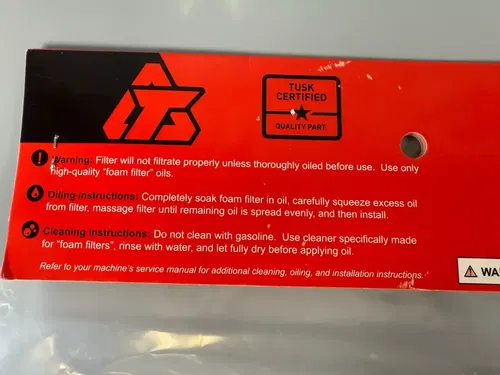 TUSK
CERTIFIED
QUALITY PART
Warning: Filter will not filtrate properly unless thoroughly oiled before use. Use only
high-quality "foam filter" oils.
Oiling instructions: Completely soak foam filter in oil, carefully squeeze excess oil
from filter, massage filter until remaining oil is spread evenly, and then install.
Cleaning instructions: Do not clean with gasoline. Use cleaner specifically made
for "foam filters", rinse with water, and let fully dry before applying oil.
Refer to your machine's service manual for additional cleaning, oiling, and installation instructions.